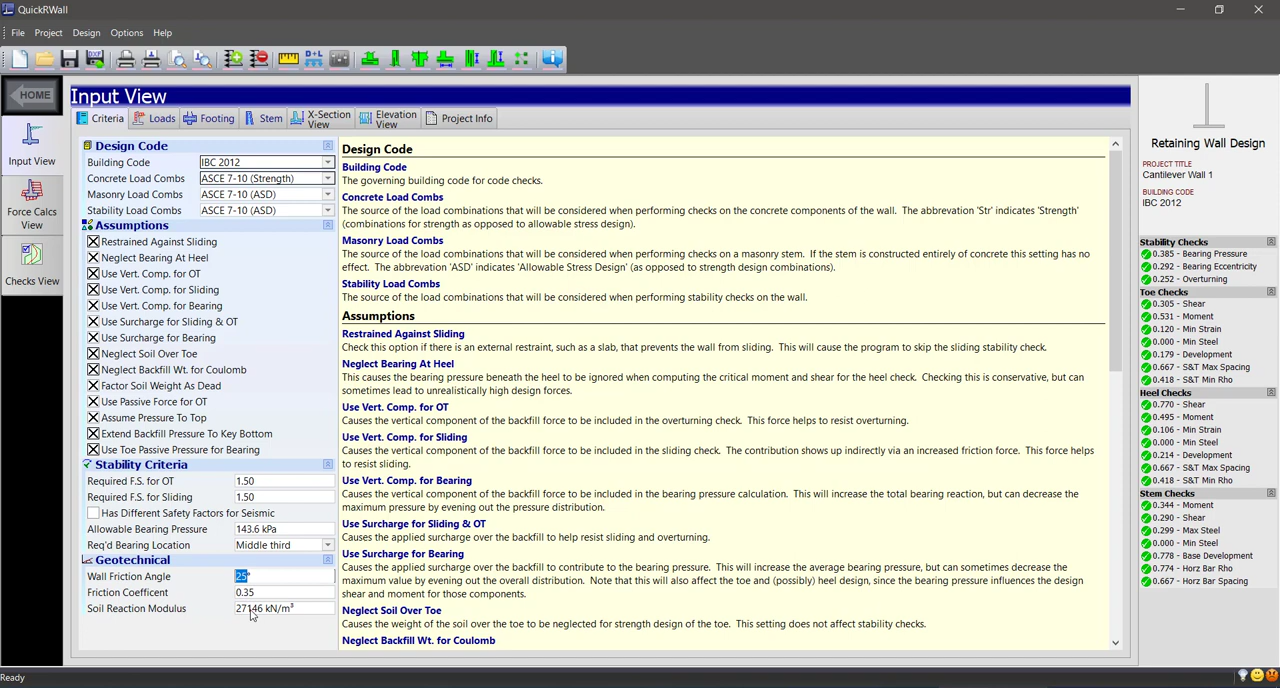 QuickRWall
File Project Design Options Help
HOME
Input View
Force Calcs
View
Checks View
Input View
Criteria Loads Footing Stem X-Section View Elevation View Project Info
Design Code
Building Code IBC 2012
Concrete Load Combs ASCE 7-10 (Strength)
Masonry Load Combs ASCE 7-10 (ASD)
Stability Load Combs ASCE 7-10 (ASD)
Assumptions
Restrained Against Sliding
Neglect Bearing At Heel
Use Vert. Comp. for OT
Use Vert. Comp. for Sliding
Use Vert. Comp. for Bearing
Use Surcharge for Sliding & OT
Use Surcharge for Bearing
Neglect Soil Over Toe
Neglect Backfill Wt. for Coulomb
Factor Soil Weight As Dead
Use Passive Force for OT
Assume Pressure To Top
Extend Backfill Pressure To Key Bottom
Use Toe Passive Pressure for Bearing
Stability Criteria
Required F.S. for OT 1.50
Required F.S. for Sliding 1.50
Has Different Safety Factors for Seismic
Allowable Bearing Pressure 143.6 kPa
Req'd Bearing Location Middle third
Geotechnical
Wall Friction Angle 25°
Friction Coefficent 0.35
Soil Reaction Modulus 27146 kN/m³
Design Code
Building Code
The governing building code for code checks.
Concrete Load Combs
The source of the load combinations that will be considered when performing checks on the concrete components of the wall. The abbrevation 'Str' indicates 'Strength'
(combinations for strength as opposed to allowable stress design).
Masonry Load Combs
The source of the load combinations that will be considered when performing checks on a masonry stem. If the stem is constructed entirely of concrete this setting has no
effect. The abbrevation 'ASD' indicates 'Allowable Stress Design' (as opposed to strength design combinations).
Stability Load Combs
The source of the load combinations that will be considered when performing stability checks on the wall.
Assumptions
Restrained Against Sliding
Check this option if there is an external restraint, such as a slab, that prevents the wall from sliding. This will cause the program to skip the sliding stability check.
Neglect Bearing At Heel
This causes the bearing pressure beneath the heel to be ignored when computing the critical moment and shear for the heel check. Checking this is conservative, but can
sometimes lead to unrealistically high design forces.
Use Vert. Comp. for OT
Causes the vertical component of the backfill force to be included in the overturning check. This force helps to resist overturning.
Use Vert. Comp. for Sliding
Causes the vertical component of the backfill force to be included in the sliding check. The contribution shows up indirectly via an increased friction force. This force helps
to resist sliding.
Use Vert. Comp. for Bearing
Causes the vertical component of the backfill force to be included in the bearing pressure calculation. This will increase the total bearing reaction, but can decrease the
maximum pressure by evening out the pressure distribution.
Use Surcharge for Sliding & OT
Causes the applied surcharge over the backfill to help resist sliding and overturning.
Use Surcharge for Bearing
Causes the applied surcharge over the backfill to contribute to the bearing pressure. This will increase the average bearing pressure, but can sometimes decrease the
maximum value by evening out the overall distribution. Note that this will also affect the toe and (possibly) heel design, since the bearing pressure influences the design
shear and moment for those components.
Neglect Soil Over Toe
Causes the weight of the soil over the toe to be neglected for strength design of the toe. This setting does not affect stability checks.
Neglect Backfill Wt. for Coulomb
Retaining Wall Design
PROJECT TITLE
Cantilever Wall 1
BUILDING CODE
IBC 2012
Stability Checks
0.385 - Bearing Pressure
0.292 - Bearing Eccentricity
0.252 - Overturning
Toe Checks
0.305 - Shear
0.531 - Moment
0.120 - Min Strain
0.000 - Min Steel
0.179 - Development
0.667 - S&T Max Spacing
0.418 - S&T Min Rho
Heel Checks
0.770 - Shear
0.495 - Moment
0.106 - Min Strain
0.000 - Min Steel
0.214 - Development
0.667 - S&T Max Spacing
0.418 - S&T Min Rho
Stem Checks
0.344 - Moment
0.290 - Shear
0.299 - Max Steel
0.000 - Min Steel
0.778 - Base Development
0.774 - Horz Bar Rho
0.667 - Horz Bar Spacing
Ready